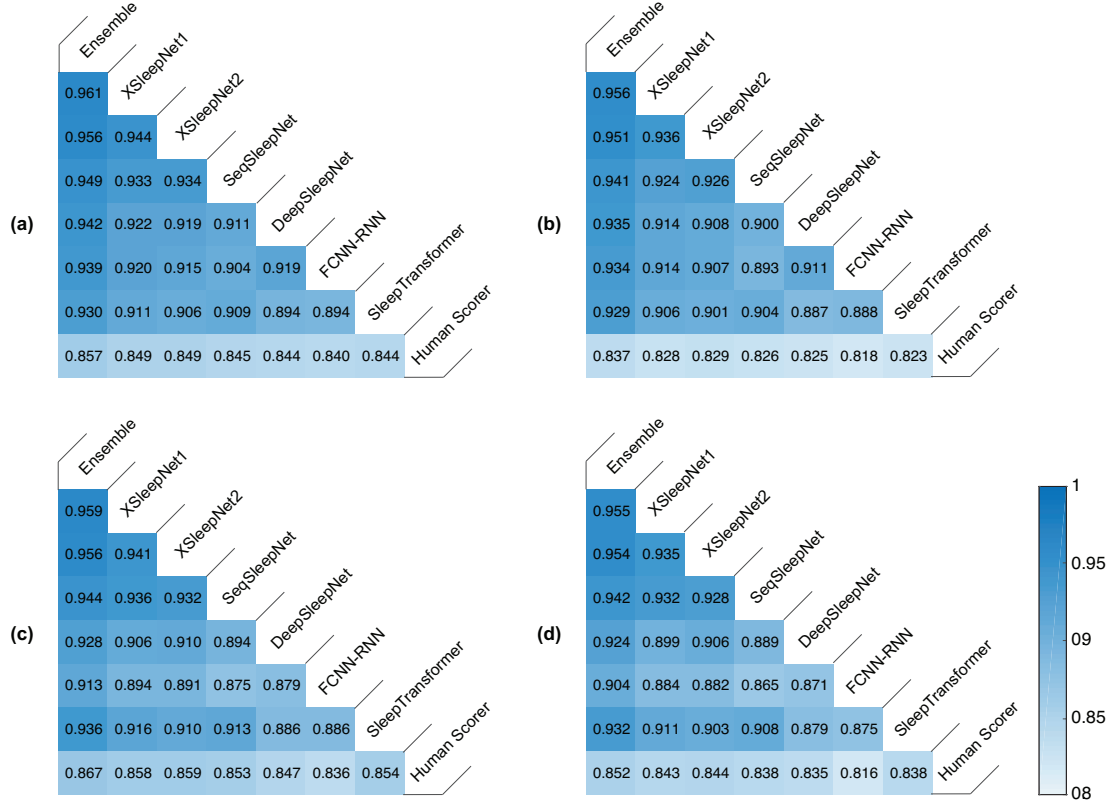 Ensemble
XSleepNet1
0.961
XSleepNet2
0.956 0.944
SeqSleepNet
0.949 0.933 0.934
DeepSleepNet
(a)
0.942 0.922 0.919 0.911
FCNN-RNN
0.939 0.920 0.915 0.904 0.919
SleepTransformer
0.930 0.911 0.906 0.909 0.894 0.894
Human Scorer
0.857 0.849 0.849 0.845 0.844 0.840 0.844
Ensemble
XSleepNet1
0.956
XSleepNet2
0.951 0.936
SeqSleepNet
0.941 0.924 0.926
DeepSleepNet
(b)
0.935 0.914 0.908 0.900
FCNN-RNN
0.934 0.914 0.907 0.893 0.911
SleepTransformer
0.929 0.906 0.901 0.904 0.887 0.888
Human Scorer
0.837 0.828 0.829 0.826 0.825 0.818 0.823
Ensemble
XSleepNet1
0.959
XSleepNet2
0.956 0.941
SeqSleepNet
0.944 0.936 0.932
DeepSleepNet
(c)
0.928 0.906 0.910 0.894
FCNN-RNN
0.913 0.894 0.891 0.875 0.879
SleepTransformer
0.936 0.916 0.910 0.913 0.886 0.886
Human Scorer
0.867 0.858 0.859 0.853 0.847 0.836 0.854
Ensemble
XSleepNet1
0.955
XSleepNet2
0.954 0.935
SeqSleepNet
0.942 0.932 0.928
DeepSleepNet
(d)
0.924 0.899 0.906 0.889
FCNN-RNN
0.904 0.884 0.882 0.865 0.871
SleepTransformer
0.932 0.911 0.903 0.908 0.879 0.875
Human Scorer
0.852 0.843 0.844 0.838 0.835 0.816 0.838
1
0.95
09
0.85
08